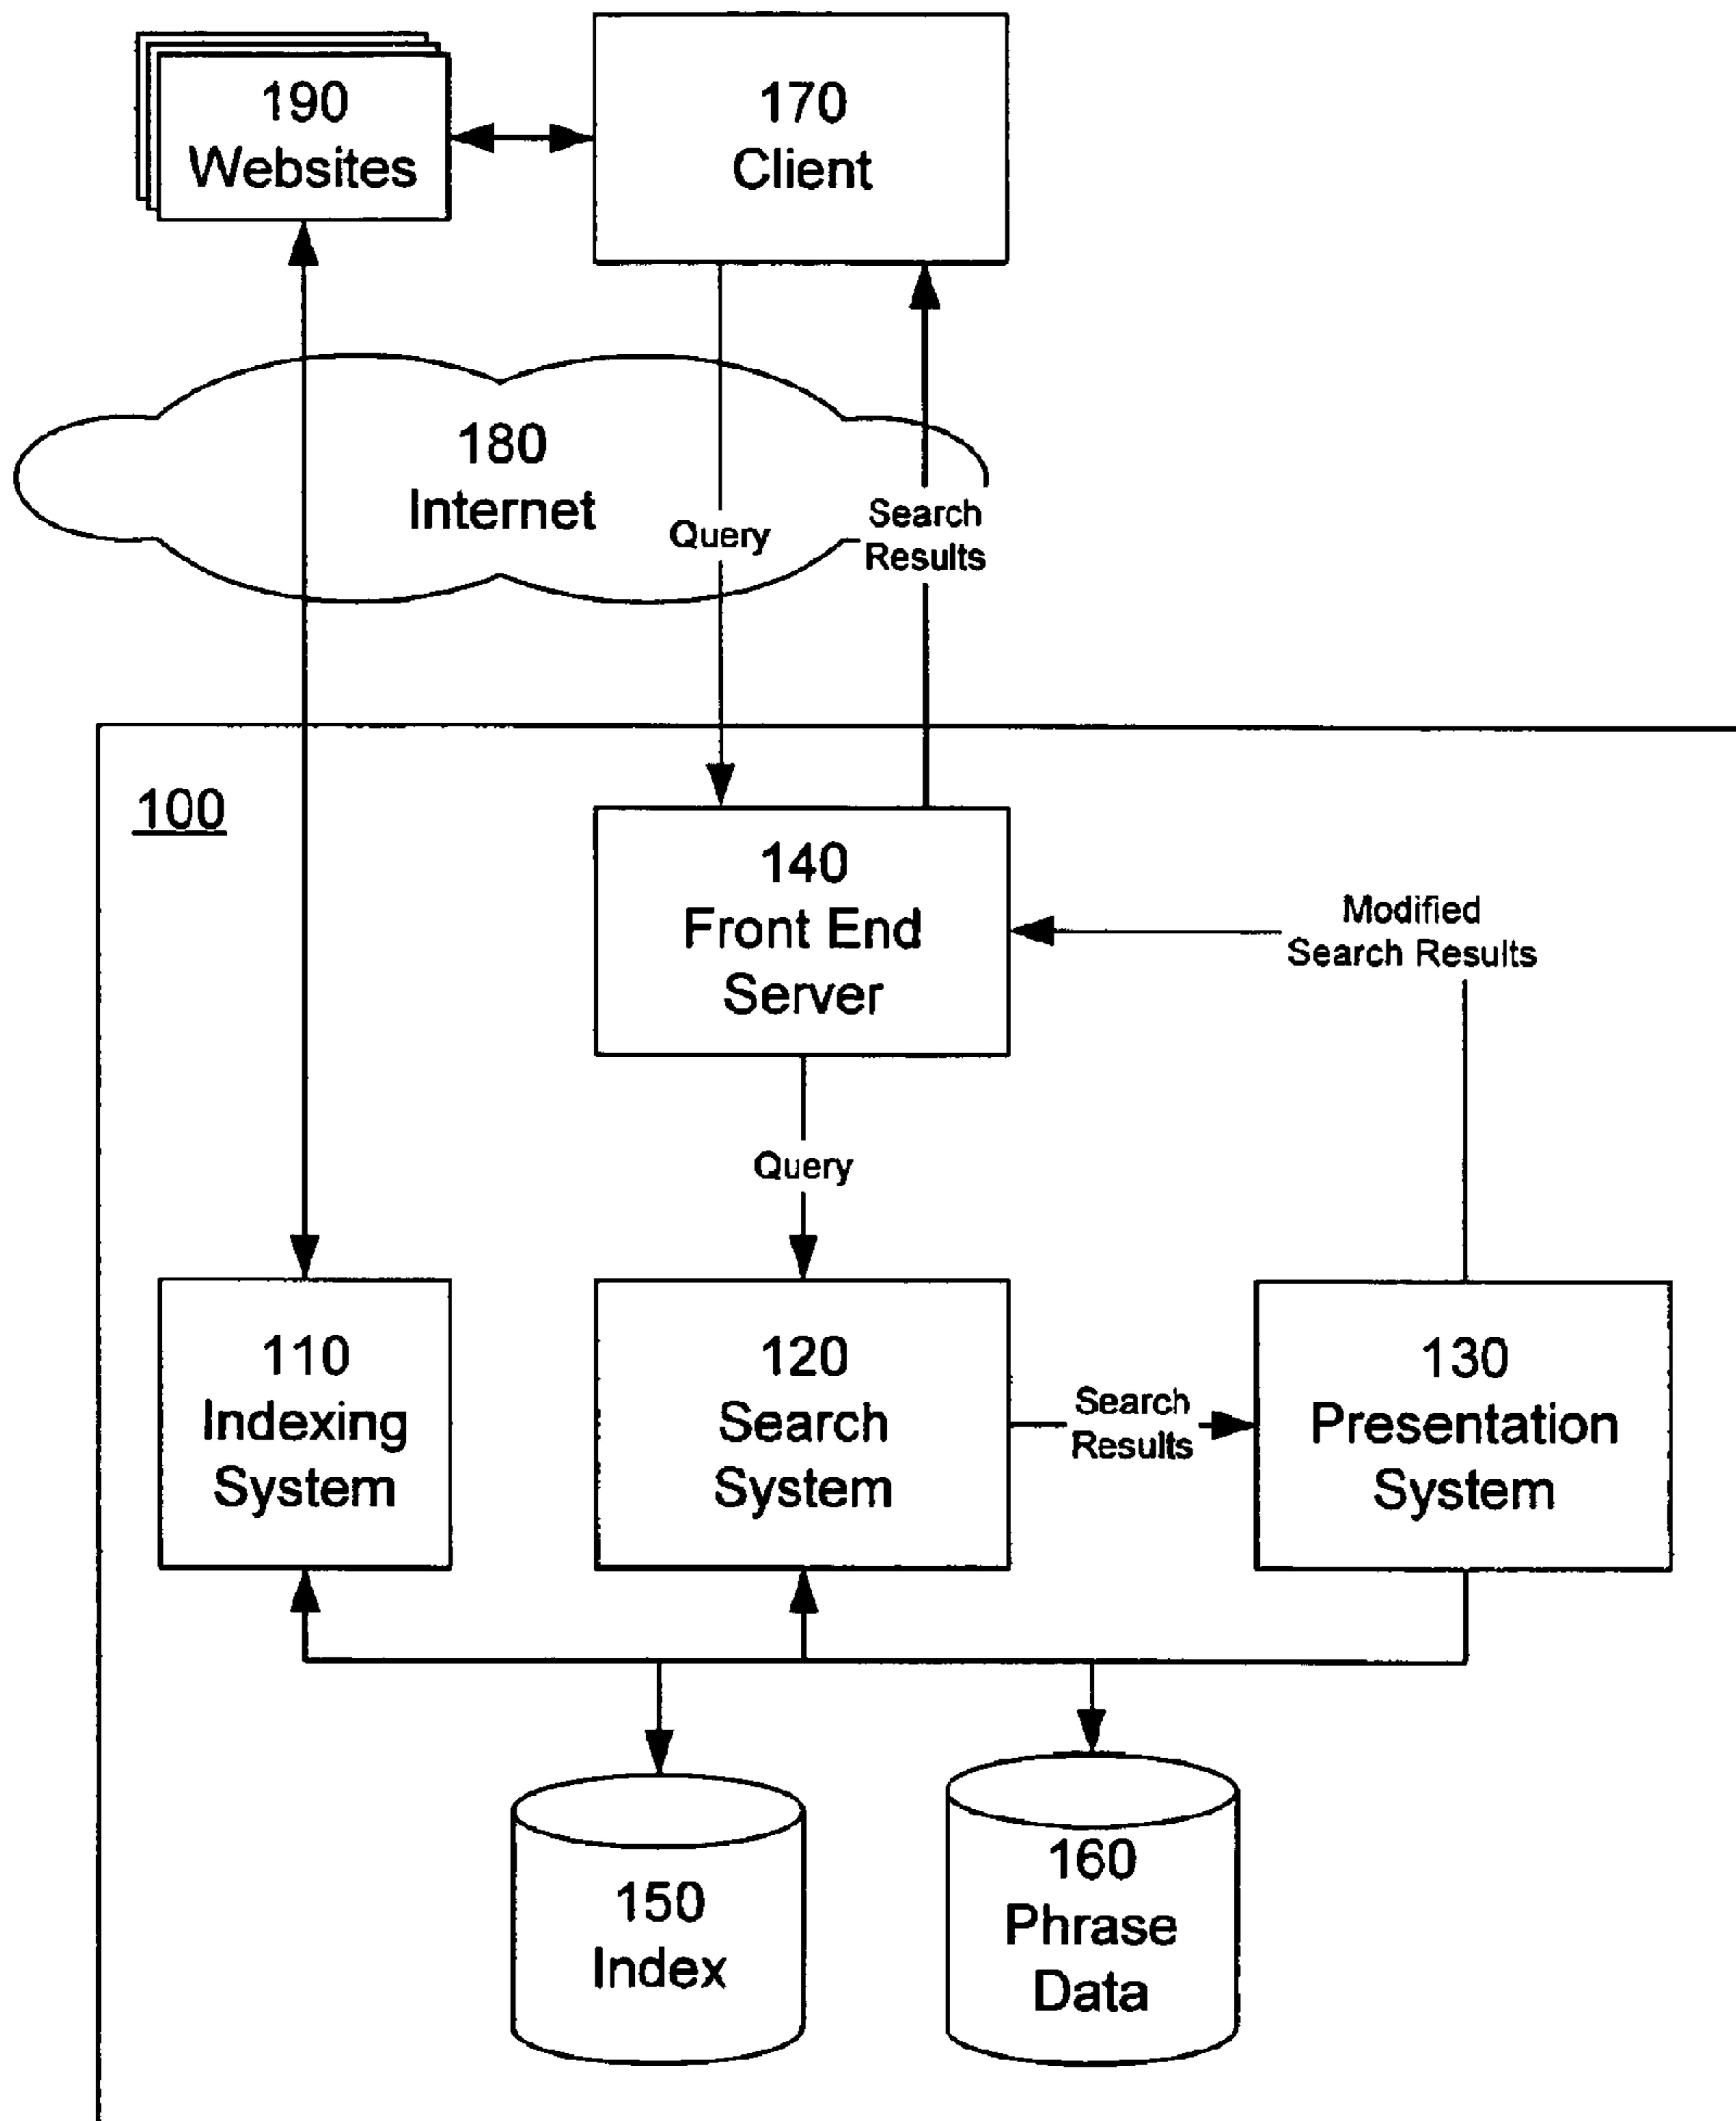 190
Websites
170
Client
180
Internet
Query
Search
Results
100
140
Front End
Server
Modified
Search Results
Query
110
Indexing
System
120
Search
System
Search
Results
130
Presentation
System
150
Index
160
Phrase
Data